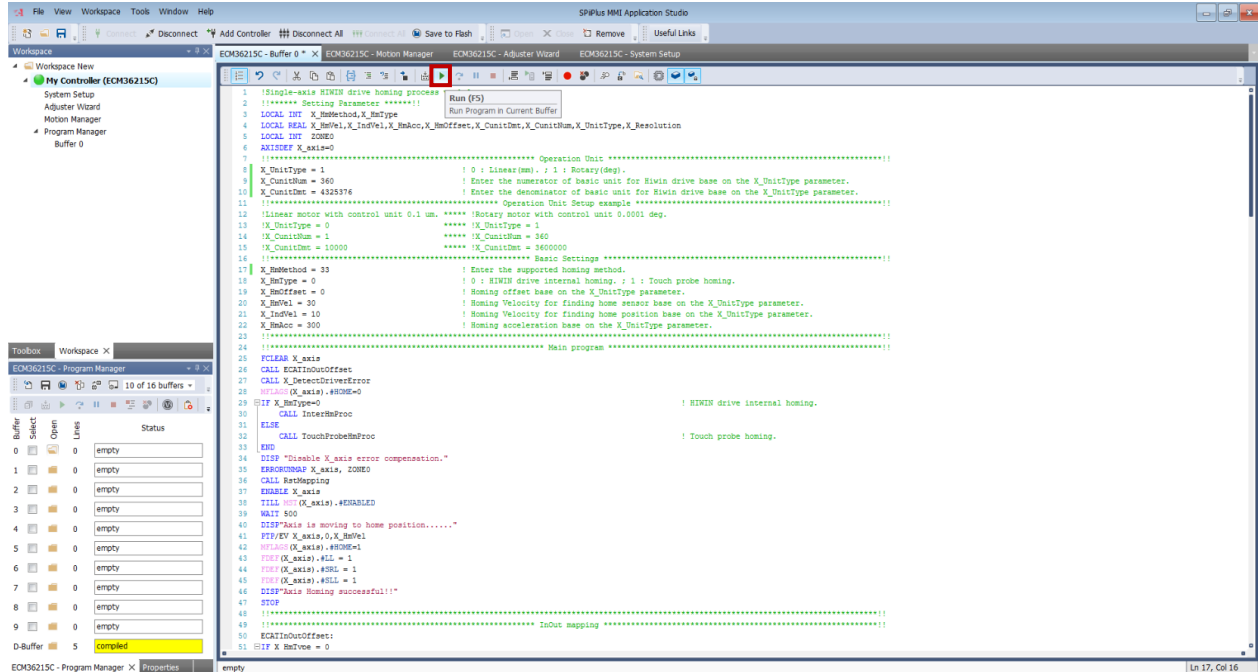 File View Workspace Tools Window Help
SPiiPlus MMI Application Studio
Connect Disconnect Add Controller Disconnect All Connect All Save to Flash Open Close Remove Useful Links
Workspace
Workspace New
My Controller (ECM36215C)
System Setup
Adjuster Wizard
Motion Manager
Program Manager
Buffer 0
Toolbox Workspace
ECM36215C - Program Manager
10 of 16 buffers
Buffer Select Open Lines Status
0 0 empty
1 0 empty
2 0 empty
3 0 empty
4 0 empty
5 0 empty
6 0 empty
7 0 empty
8 0 empty
9 0 empty
D-Buffer 5 compiled
ECM36215C - Program Manager Properties
ECM36215C - Buffer 0 * ECM36215C - Motion Manager ECM36215C - Adjuster Wizard ECM36215C - System Setup
Run (F5)
Run Program in Current Buffer
1 !Single-axis HIWIN drive homing process
2 !!****** Setting Parameter ******!!
3 LOCAL INT X_HmMethod,X_HmType
4 LOCAL REAL X_HmVel,X_IndVel,X_HmAcc,X_HmOffset,X_CunitDmt,X_CunitNum,X_UnitType,X_Resolution
5 LOCAL INT ZONE0
6 AXISDEF X_axis=0
7 !!********************************************************* Operation Unit ***********************************************************!!
8 X_UnitType = 1 ! 0 : Linear(mm). ; 1 : Rotary(deg).
9 X_CunitNum = 360 ! Enter the numerator of basic unit for Hiwin drive base on the X_UnitType parameter.
10 X_CunitDmt = 4325376 ! Enter the denominator of basic unit for Hiwin drive base on the X_UnitType parameter.
11 !!************************************************* Operation Unit Setup example *****************************************************!!
12 !Linear motor with control unit 0.1 um. ***** !Rotary motor with control unit 0.0001 deg.
13 !X_UnitType = 0 ***** !X_UnitType = 1
14 !X_CunitNum = 1 ***** !X_CunitNum = 360
15 !X_CunitDmt = 10000 ***** !X_CunitDmt = 3600000
16 !!******************************************************** Basic Settings ************************************************************!!
17 X_HmMethod = 33 ! Enter the supported homing method.
18 X_HmType = 0 ! 0 : HIWIN drive internal homing. ; 1 : Touch probe homing.
19 X_HmOffset = 0 ! Homing offset base on the X_UnitType parameter.
20 X_HmVel = 30 ! Homing Velocity for finding home sensor base on the X_UnitType parameter.
21 X_IndVel = 10 ! Homing Velocity for finding home position base on the X_UnitType parameter.
22 X_HmAcc = 300 ! Homing acceleration base on the X_UnitType parameter.
23 !!************************************************************************************************************************************!!
24 !!*********************************************************** Main program ***********************************************************!!
25 FCLEAR X_axis
26 CALL ECATInOutOffset
27 CALL X_DetectDriverError
28 MFLAGS(X_axis).#HOME=0
29 IF X_HmType=0 ! HIWIN drive internal homing.
30 CALL InterHmProc
31 ELSE
32 CALL TouchProbeHmProc ! Touch probe homing.
33 END
34 DISP "Disable X_axis error compensation."
35 ERRORUNMAP X_axis, ZONE0
36 CALL RstMapping
37 ENABLE X_axis
38 TILL MST(X_axis).#ENABLED
39 WAIT 500
40 DISP"Axis is moving to home position......"
41 PTP/EV X_axis,0,X_HmVel
42 MFLAGS(X_axis).#HOME=1
43 FDEF(X_axis).#LL = 1
44 FDEF(X_axis).#SRL = 1
45 FDEF(X_axis).#SLL = 1
46 DISP"Axis Homing successful!!"
47 STOP
48 !!***********************************************************************************************************************************!!
49 !!********************************************************* InOut mapping ***********************************************************!!
50 ECATInOutOffset:
51 IF X_HmType = 0
empty
Ln 17, Col 16